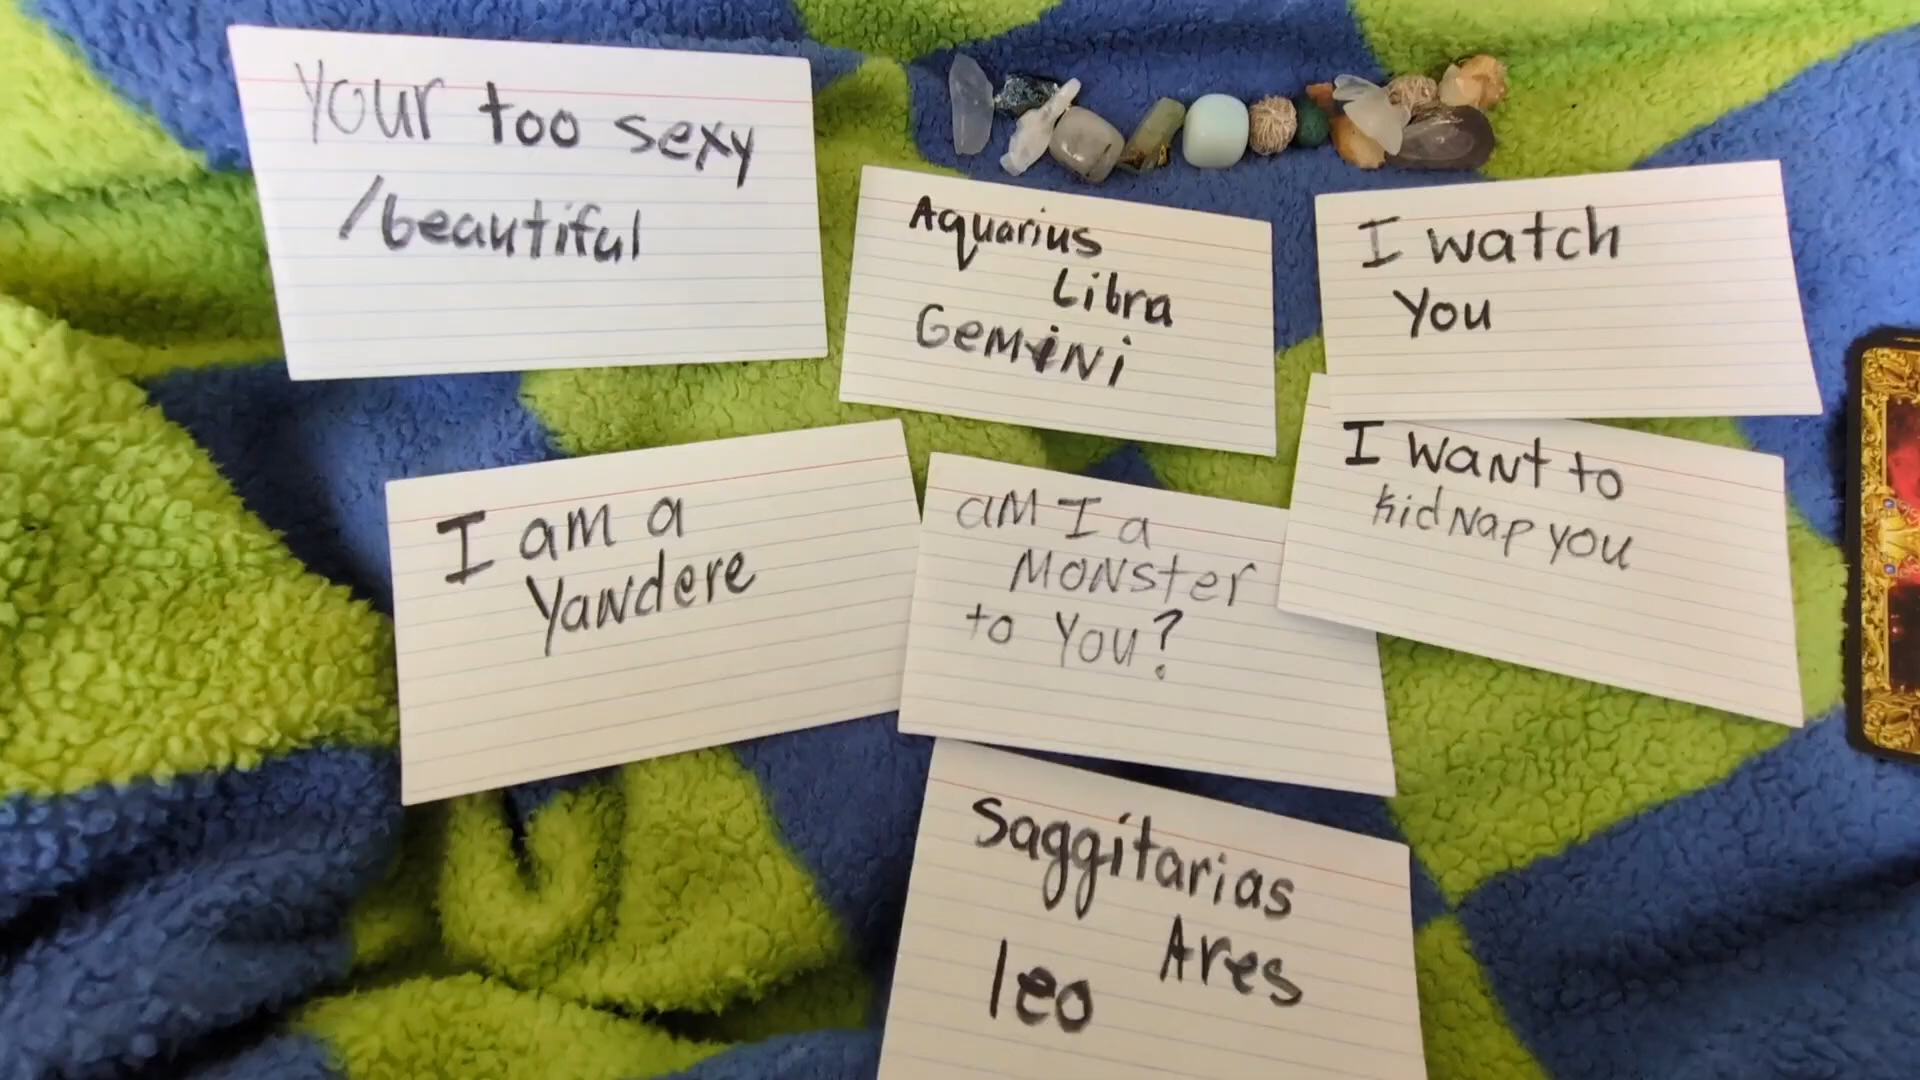 Your too sexy
/beautiful
Aquarius
Libra
Gemini
I watch
You
I am a
Yandere
am I a
Monster
to You?
I want to
kidnap you
Saggitarias
Ares
leo